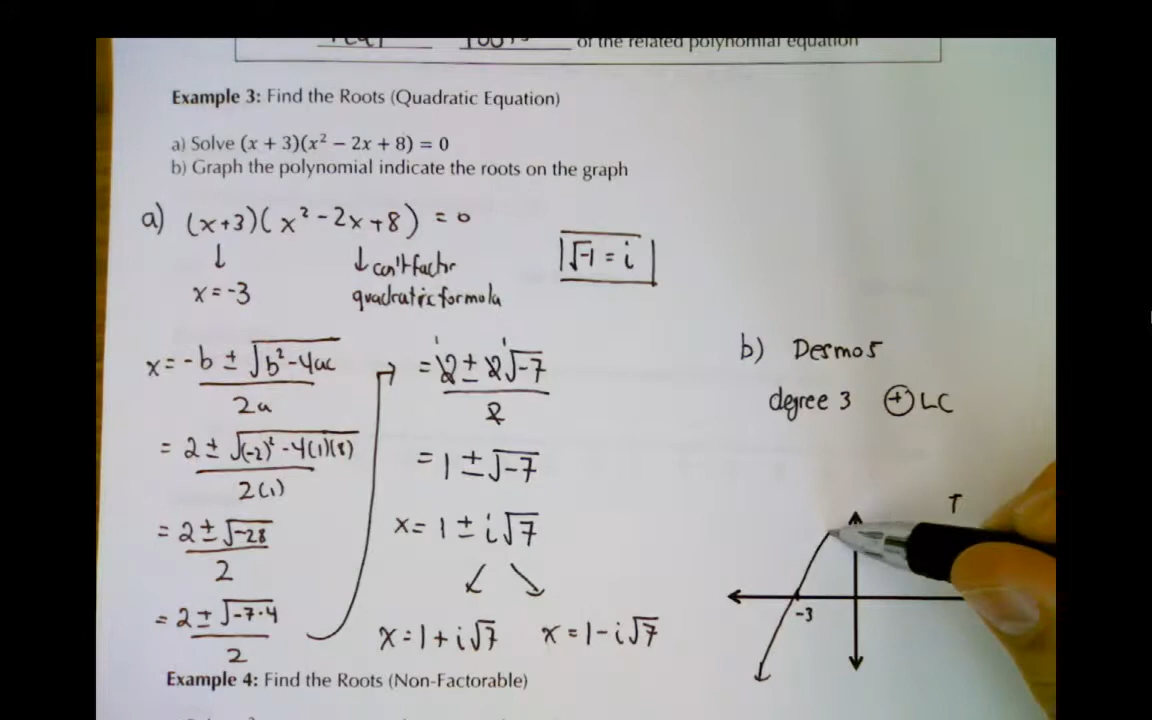 real roots of the related polynomial equation
Example 3: Find the Roots (Quadratic Equation)
a) Solve (x + 3)(x² − 2x + 8) = 0
b) Graph the polynomial indicate the roots on the graph
a) (x+3)(x²-2x+8) = 0
↓ ↓ can't factor
x = -3 quadratic formula
√-1 = i
x = -b ± √b²-4ac
2a
= 2 ± √(-2)²-4(1)(8)
2(1)
= 2 ± √-28
2
= 2 ± √-7·4
2
= 2 ± 2√-7
2
= 1 ± √-7
x = 1 ± i√7
x = 1 + i√7 x = 1 - i√7
b) Desmos
degree 3 (+) LC
-3
Example 4: Find the Roots (Non-Factorable)